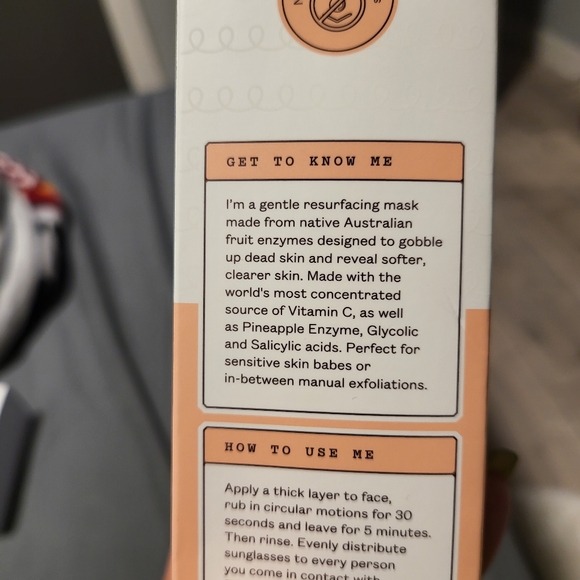 GET TO KNOW ME
I'm a gentle resurfacing mask
made from native Australian
fruit enzymes designed to gobble
up dead skin and reveal softer,
clearer skin. Made with the
world's most concentrated
source of Vitamin C, as well
as Pineapple Enzyme, Glycolic
and Salicylic acids. Perfect for
sensitive skin babes or
in-between manual exfoliations.
HOW TO USE ME
Apply a thick layer to face,
rub in circular motions for 30
seconds and leave for 5 minutes.
Then rinse. Evenly distribute
sunglasses to every person
you come in contact with